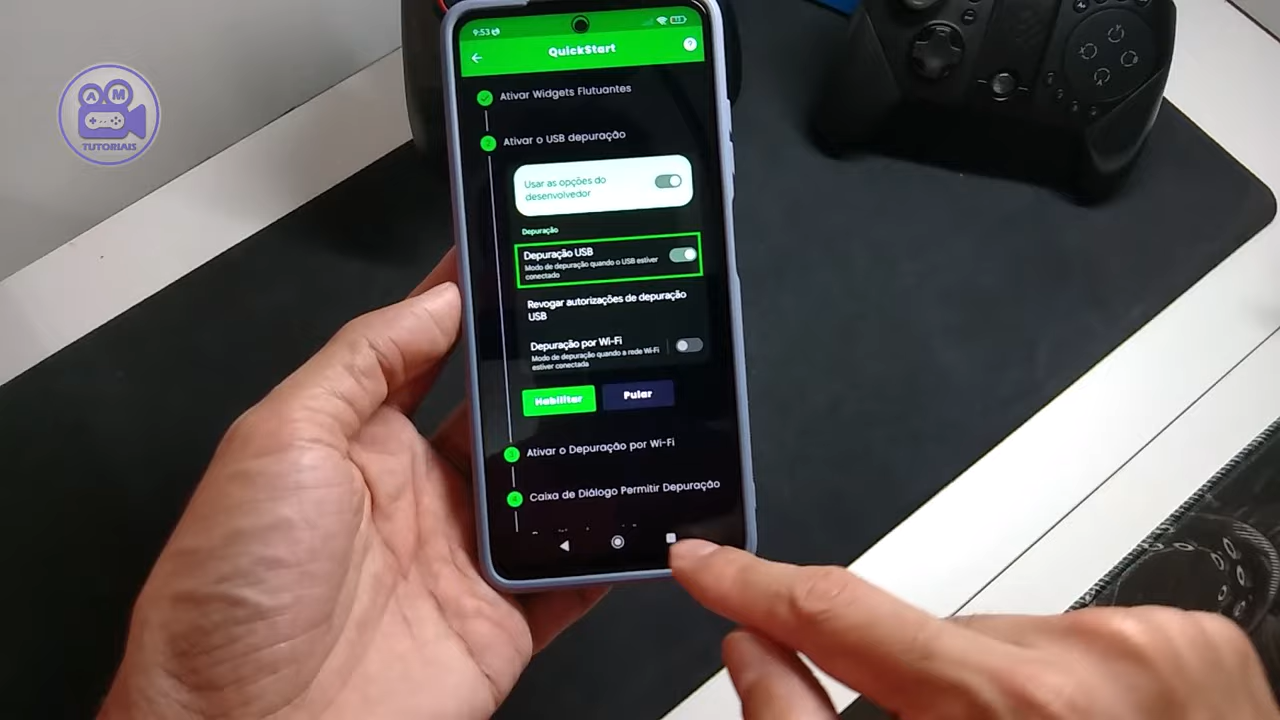 A M
TUTORIAIS
9:53
QuickStart
?
Ativar Widgets Flutuantes
2
Ativar o USB depuração
Usar as opções do
desenvolvedor
Depuração
Depuração USB
Modo de depuração quando o USB estiver
conectado
Revogar autorizações de depuração
USB
Depuração por Wi-Fi
Modo de depuração quando a rede Wi-Fi
estiver conectada
Habilitar
Pular
3
Ativar o Depuração por Wi-Fi
4
Caixa de Diálogo Permitir Depuração